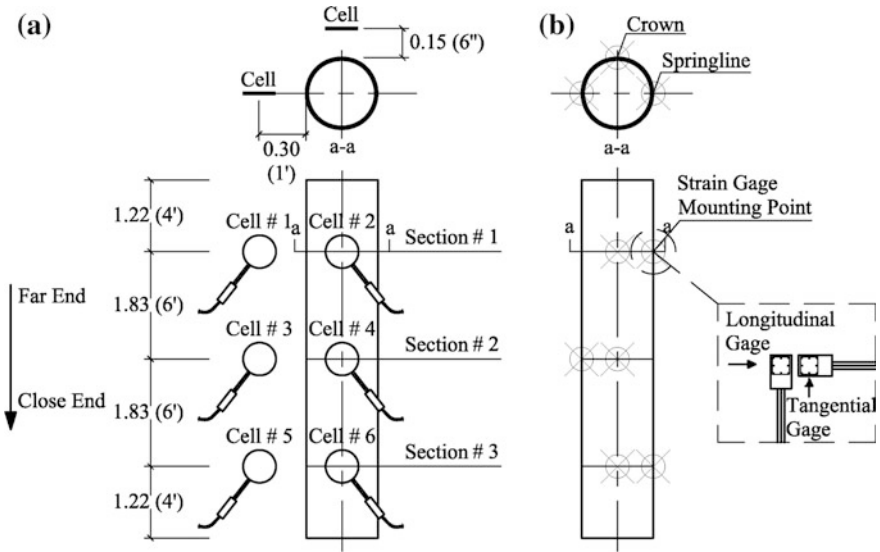 (a)
Cell
0.15 (6")
Cell
0.30
(1')
a-a
1.22 (4')
Cell # 1
Cell # 2
a
a
Section # 1
Far End
1.83 (6')
Cell # 3
Cell # 4
Section # 2
Close End
1.83 (6')
Cell # 5
Cell # 6
Section # 3
1.22 (4')
(b)
Crown
Springline
a-a
Strain Gage
Mounting Point
a
a
Longitudinal
Gage
Tangential
Gage